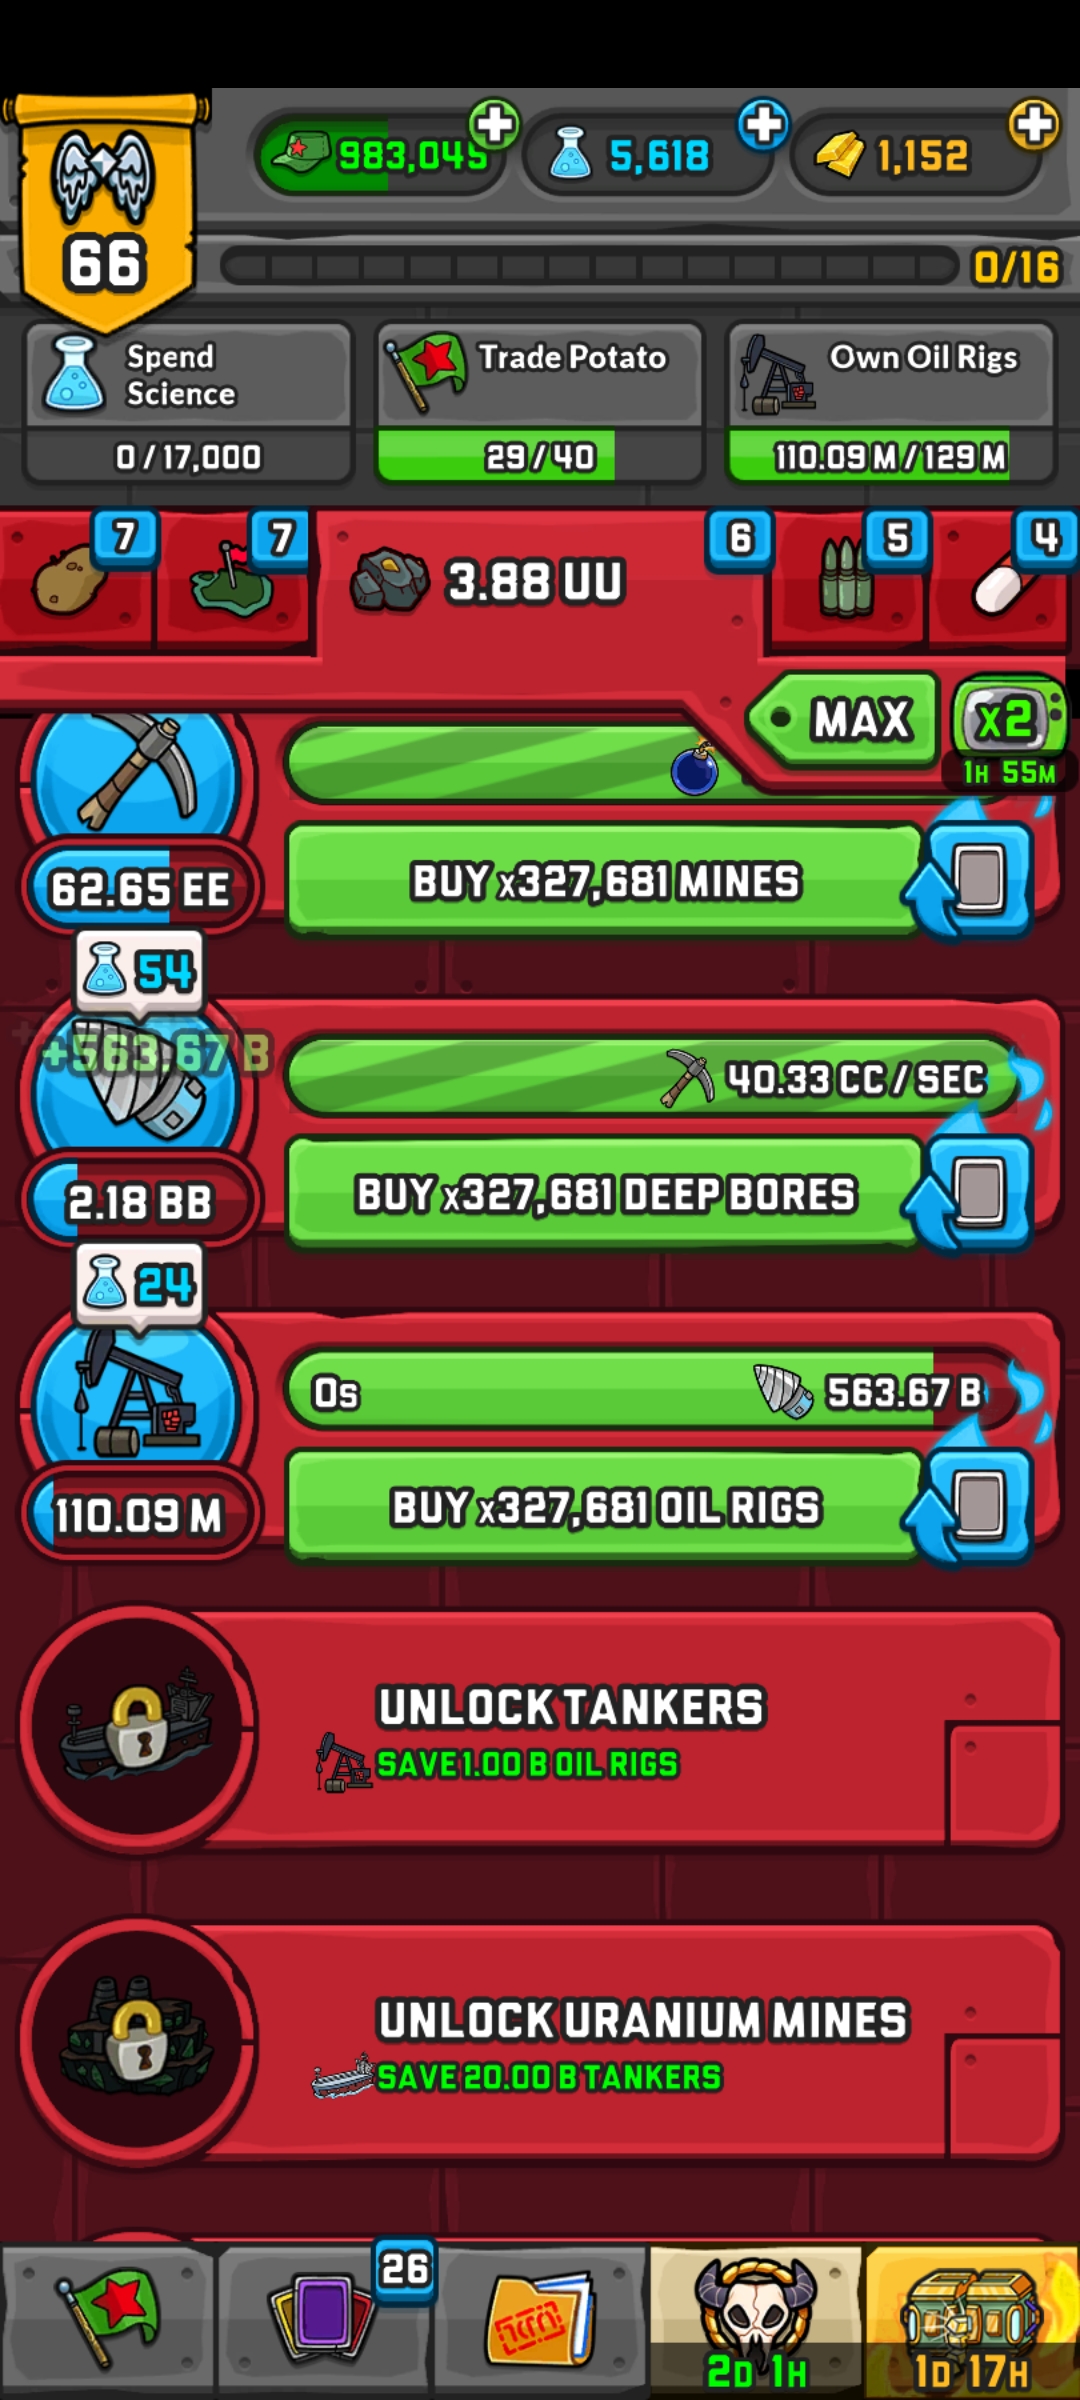 66
983,045
5,618
1,152
0/16
Spend
Science
0/17,000
Trade Potato
29/40
Own Oil Rigs
110.09 M/129 M
7
7
3.88 UU
6
5
4
MAX
x2
1H 55M
62.65 EE
BUY x327,681 MINES
54
+563.67 B
40.33 CC/SEC
2.18 BB
BUY x327,681 DEEP BORES
24
0s
563.67 B
110.09 M
BUY x327,681 OIL RIGS
UNLOCK TANKERS
SAVE 1.00 B OIL RIGS
UNLOCK URANIUM MINES
SAVE 20.00 B TANKERS
26
2D 1H
1D 17H